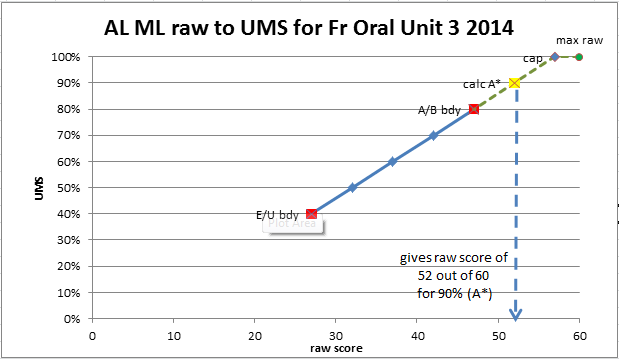 AL ML raw to UMS for Fr Oral Unit 3 2014
max raw
cap
calc A*
A/B bdy
E/U bdy
Plot Area
gives raw score of
52 out of 60
for 90% (A*)
UMS
100%
90%
80%
70%
60%
50%
40%
30%
20%
10%
0%
0 10 20 30 40 50 60
raw score